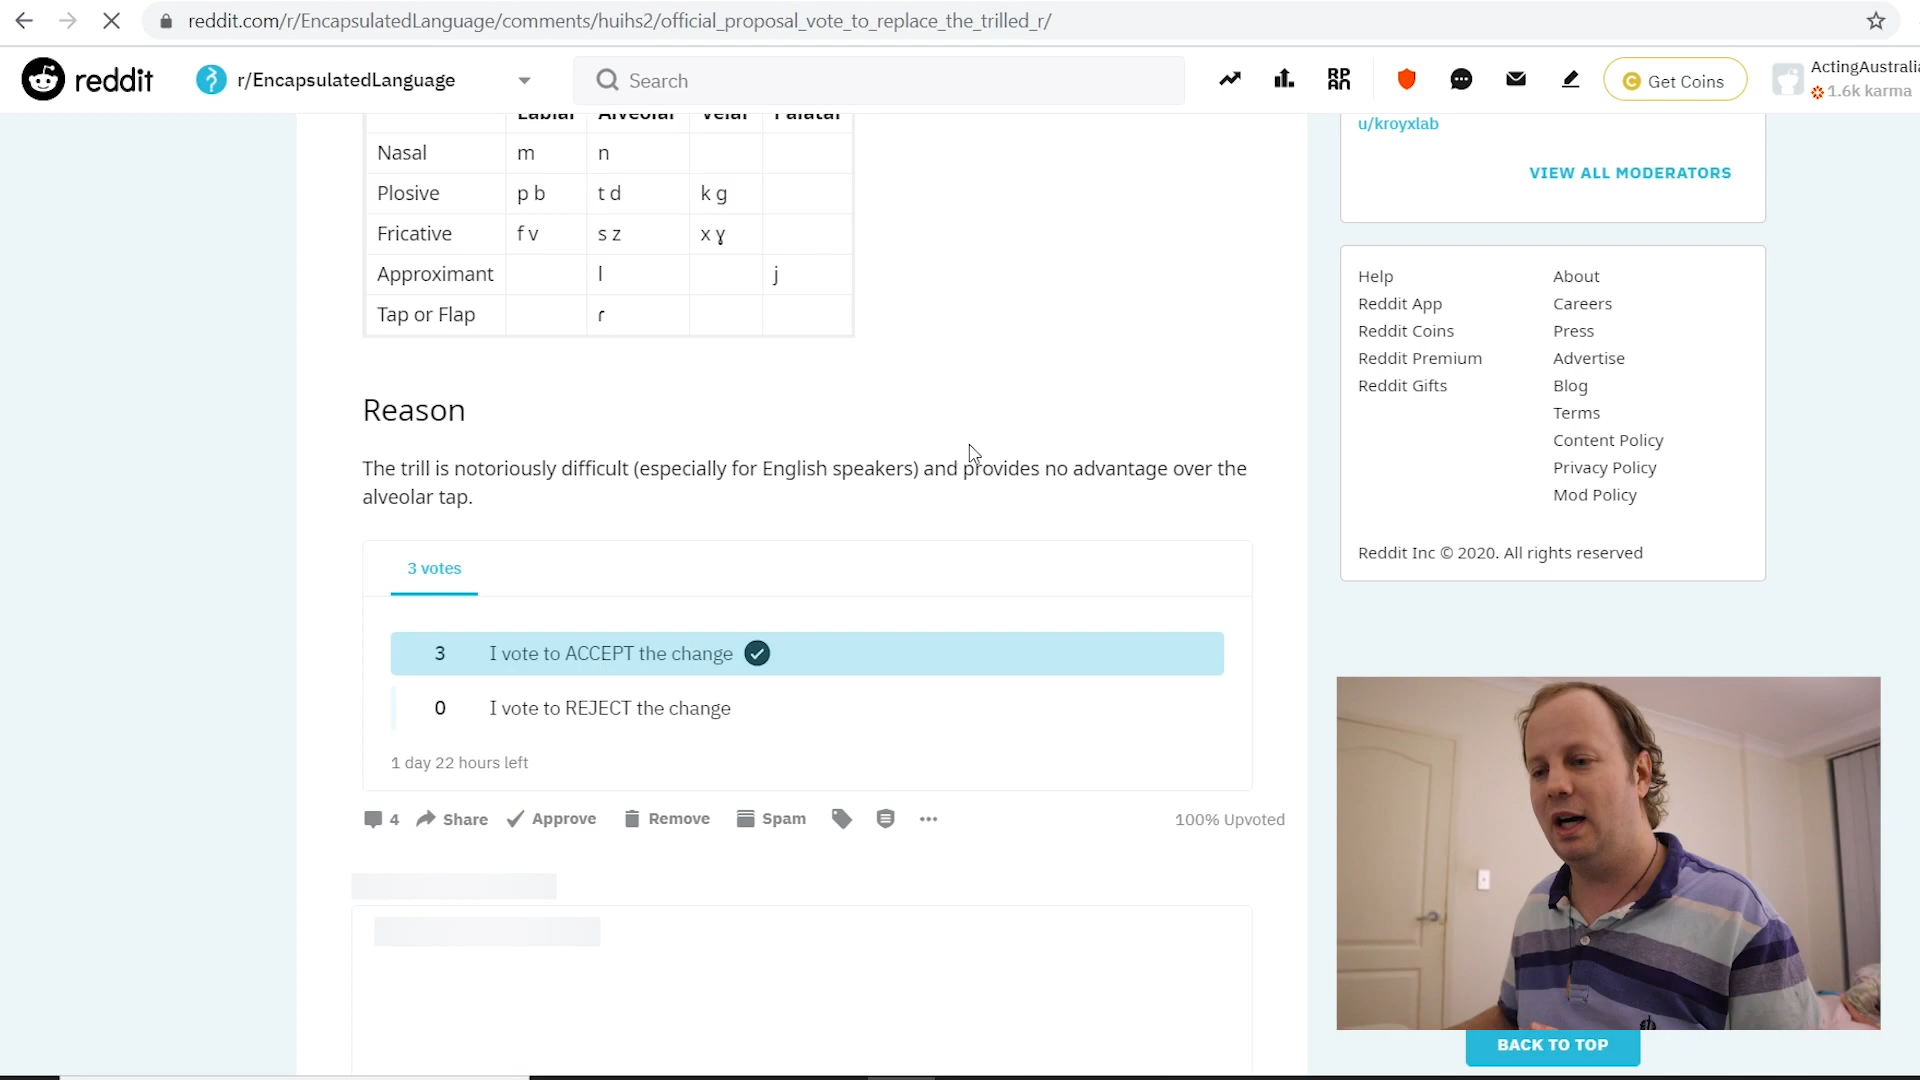 reddit.com/r/EncapsulatedLanguage/comments/huihs2/official_proposal_vote_to_replace_the_trilled_r/
reddit
r/EncapsulatedLanguage
Search
RPAN
Get Coins
ActingAustralia
1.6k karma
Labial Alveolar Velar Palatal
Nasal m n
Plosive p b t d k g
Fricative f v s z x ɣ
Approximant l j
Tap or Flap ɾ
Reason
The trill is notoriously difficult (especially for English speakers) and provides no advantage over the
alveolar tap.
3 votes
3 I vote to ACCEPT the change
0 I vote to REJECT the change
1 day 22 hours left
4 Share Approve Remove Spam ••• 100% Upvoted
u/kroyxlab
VIEW ALL MODERATORS
Help About
Reddit App Careers
Reddit Coins Press
Reddit Premium Advertise
Reddit Gifts Blog
Terms
Content Policy
Privacy Policy
Mod Policy
Reddit Inc © 2020. All rights reserved
BACK TO TOP